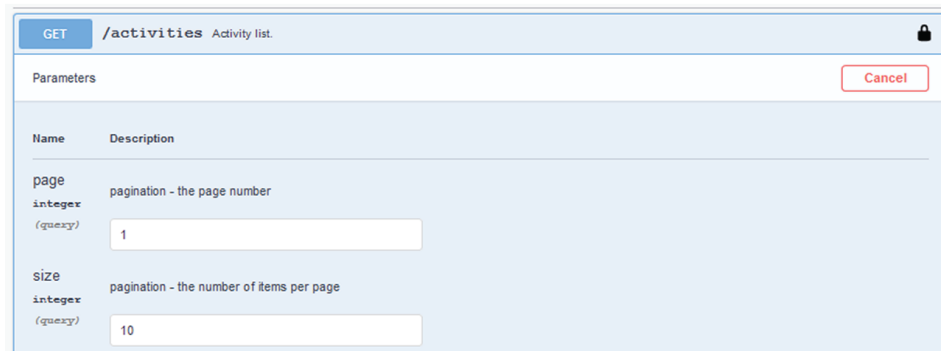 GET /activities Activity list.
Parameters Cancel
Name Description
page
pagination - the page number
integer
(query)
1
size
pagination - the number of items per page
integer
(query)
10